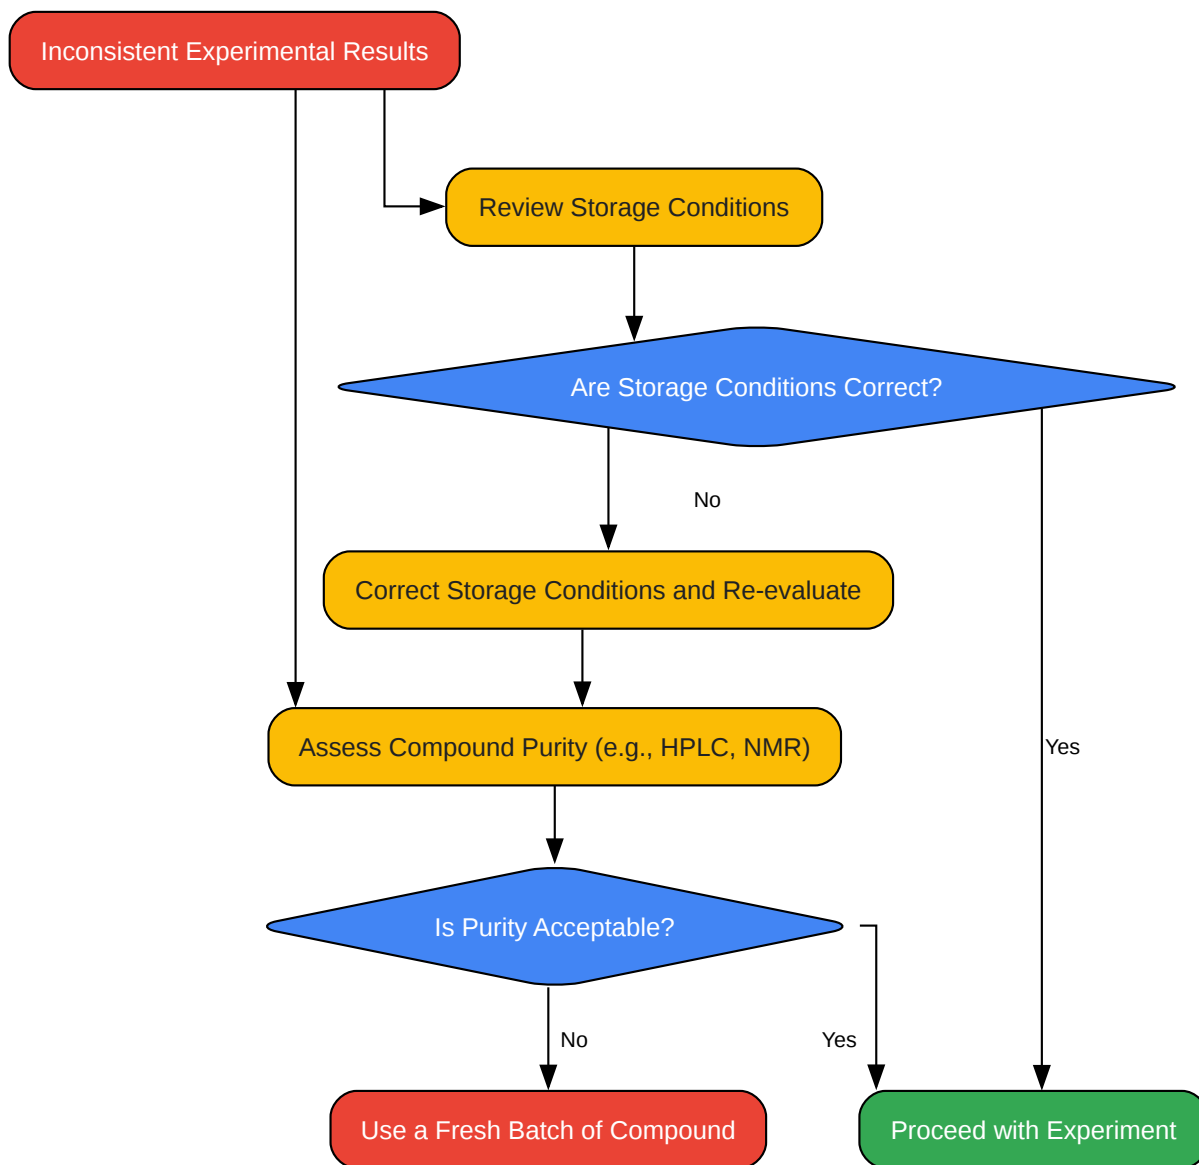 Inconsistent Experimental Results
Review Storage Conditions
Are Storage Conditions Correct?
No
Correct Storage Conditions and Re-evaluate
Assess Compound Purity (e.g., HPLC, NMR)
Yes
Is Purity Acceptable?
No
Yes
Use a Fresh Batch of Compound
Proceed with Experiment